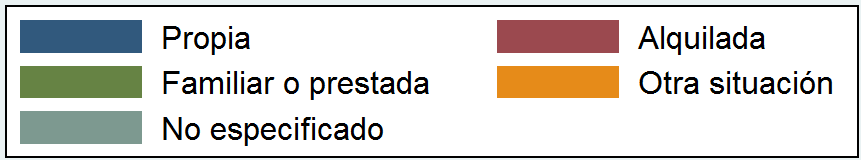 Propia
Alquilada
Familiar o prestada
Otra situación
No especificado